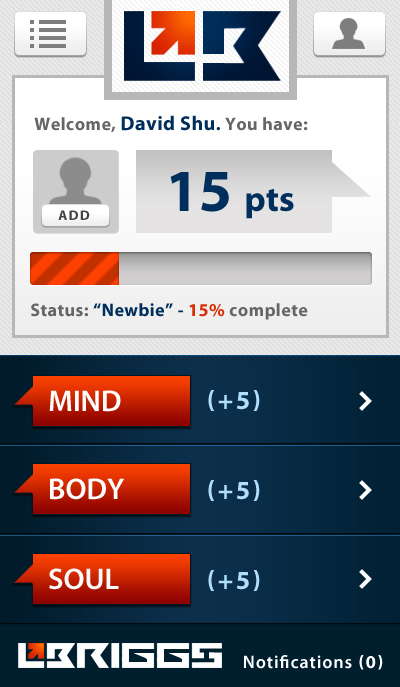 LB
Welcome, David Shu. You have:
ADD
15 pts
Status: “Newbie” - 15% complete
MIND (+5)
BODY (+5)
SOUL (+5)
LBRIGGS
Notifications (0)